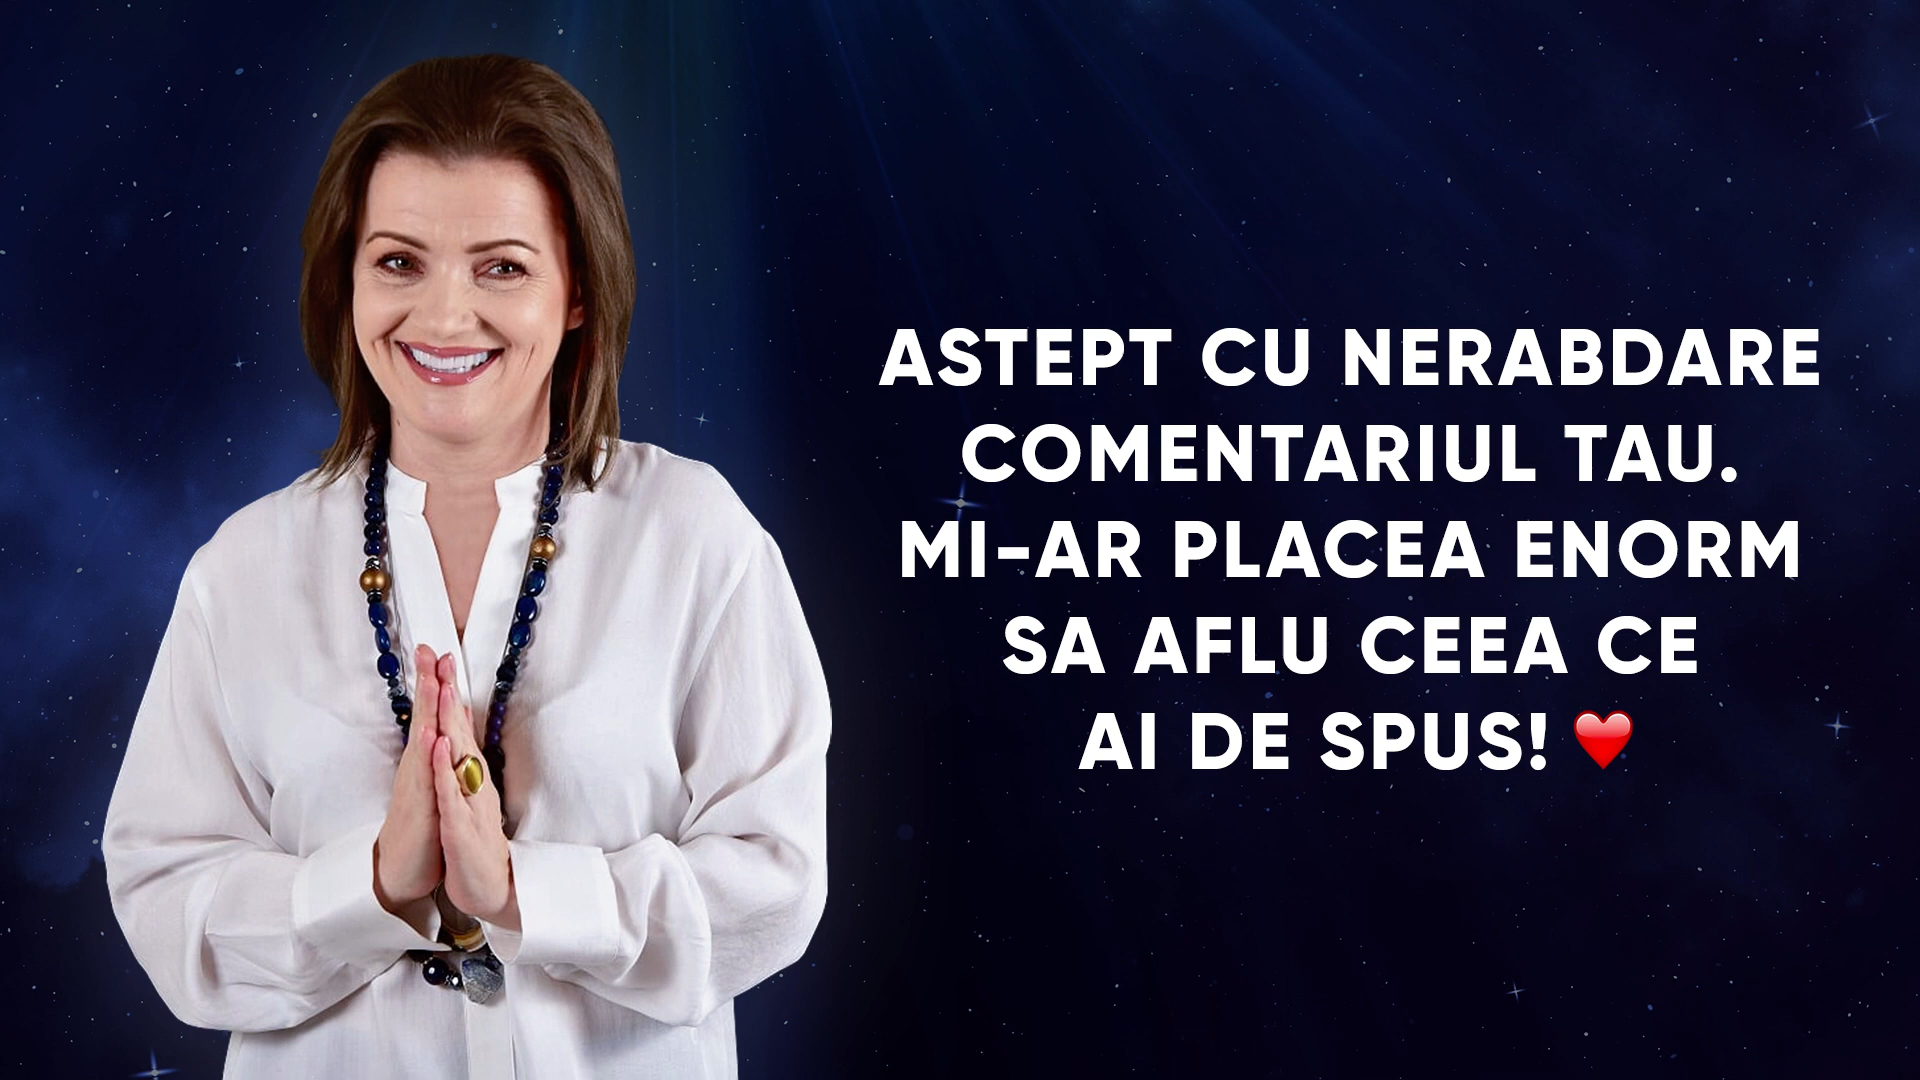 ASTEPT CU NERABDARE
COMENTARIUL TAU.
MI-AR PLACEA ENORM
SA AFLU CEEA CE
AI DE SPUS! ❤️